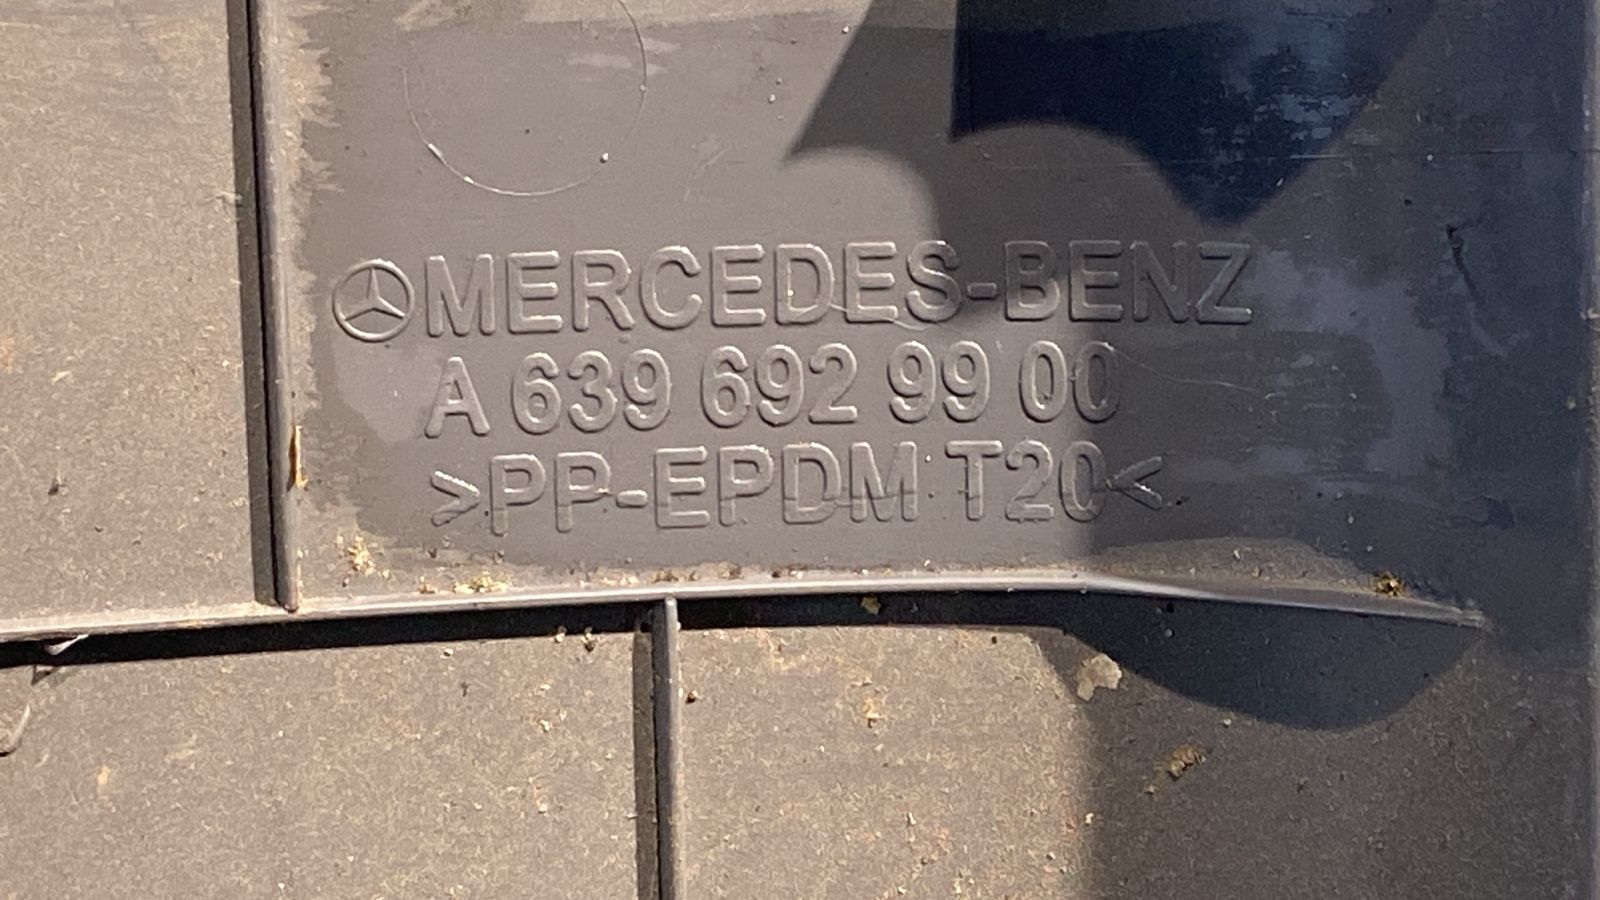 MERCEDES-BENZ
A 639 692 99 00
>PP-EPDM T20<